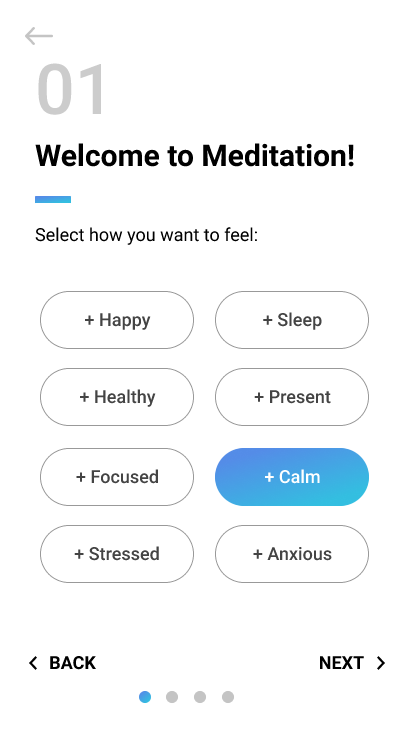 01
Welcome to Meditation!
Select how you want to feel:
+ Happy
+ Sleep
+ Healthy
+ Present
+ Focused
+ Calm
+ Stressed
+ Anxious
BACK
NEXT